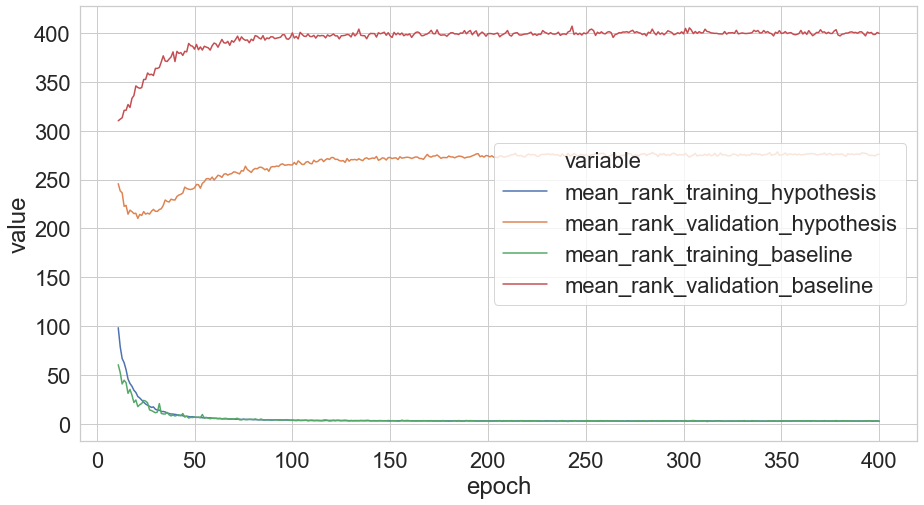 400
350
300
250
200
150
100
50
0
value
variable
mean_rank_training_hypothesis
mean_rank_validation_hypothesis
mean_rank_training_baseline
mean_rank_validation_baseline
0 50 100 150 200 250 300 350 400
epoch